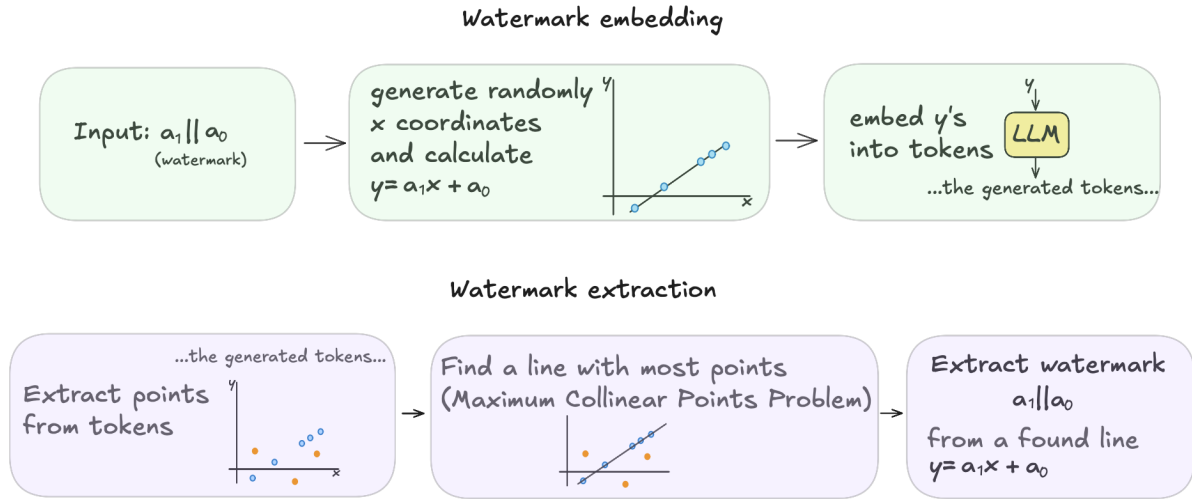 Watermark embedding
Input: a₁||a₀
(watermark)
generate randomly
x coordinates
and calculate
y=a₁x+a₀
y
x
embed y's
into tokens
y
LLM
...the generated tokens...
Watermark extraction
...the generated tokens...
Extract points
from tokens
y
x
Find a line with most points
(Maximum Collinear Points Problem)
Extract watermark
a₁||a₀
from a found line
y=a₁x+a₀